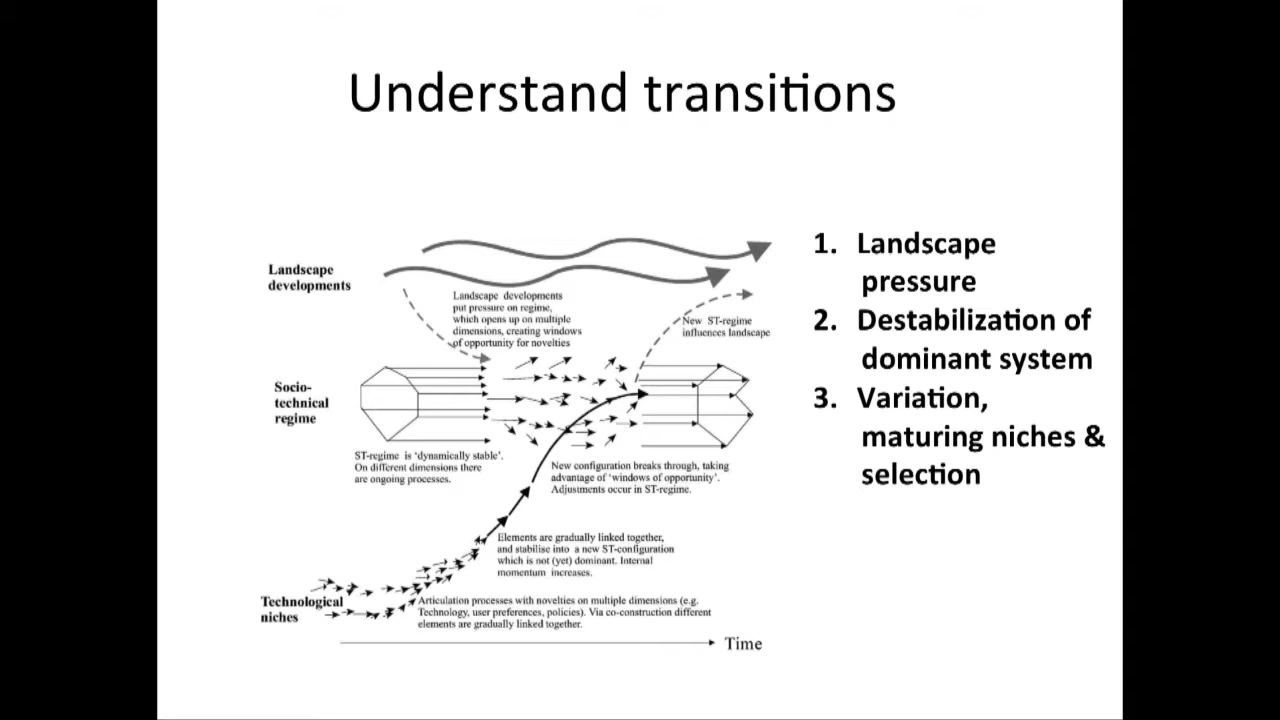 Understand transitions
Landscape
developments
Landscape developments
put pressure on regime,
which opens up on multiple
dimensions, creating windows
of opportunity for novelties
New ST-regime
influences landscape
Socio-
technical
regime
ST-regime is 'dynamically stable'.
On different dimensions there
are ongoing processes.
New configuration breaks through, taking
advantage of 'windows of opportunity'.
Adjustments occur in ST-regime.
Elements are gradually linked together,
and stabilise into a new ST-configuration
which is not (yet) dominant. Internal
momentum increases.
Technological
niches
Articulation processes with novelties on multiple dimensions (e.g.
Technology, user preferences, policies). Via co-construction different
elements are gradually linked together.
Time
1. Landscape
pressure
2. Destabilization of
dominant system
3. Variation,
maturing niches &
selection